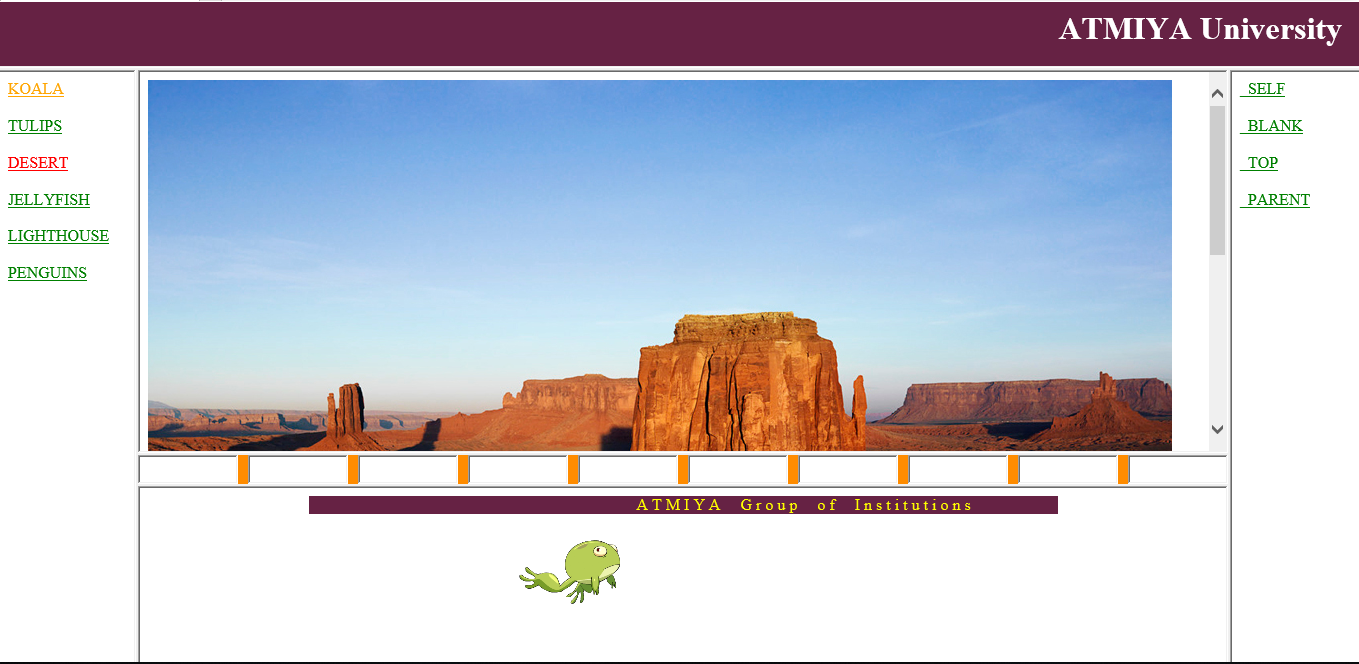 ATMIYA University
KOALA
TULIPS
DESERT
JELLYFISH
LIGHTHOUSE
PENGUINS
_ SELF
_ BLANK
_ TOP
_ PARENT
ATMIYA Group of Institutions